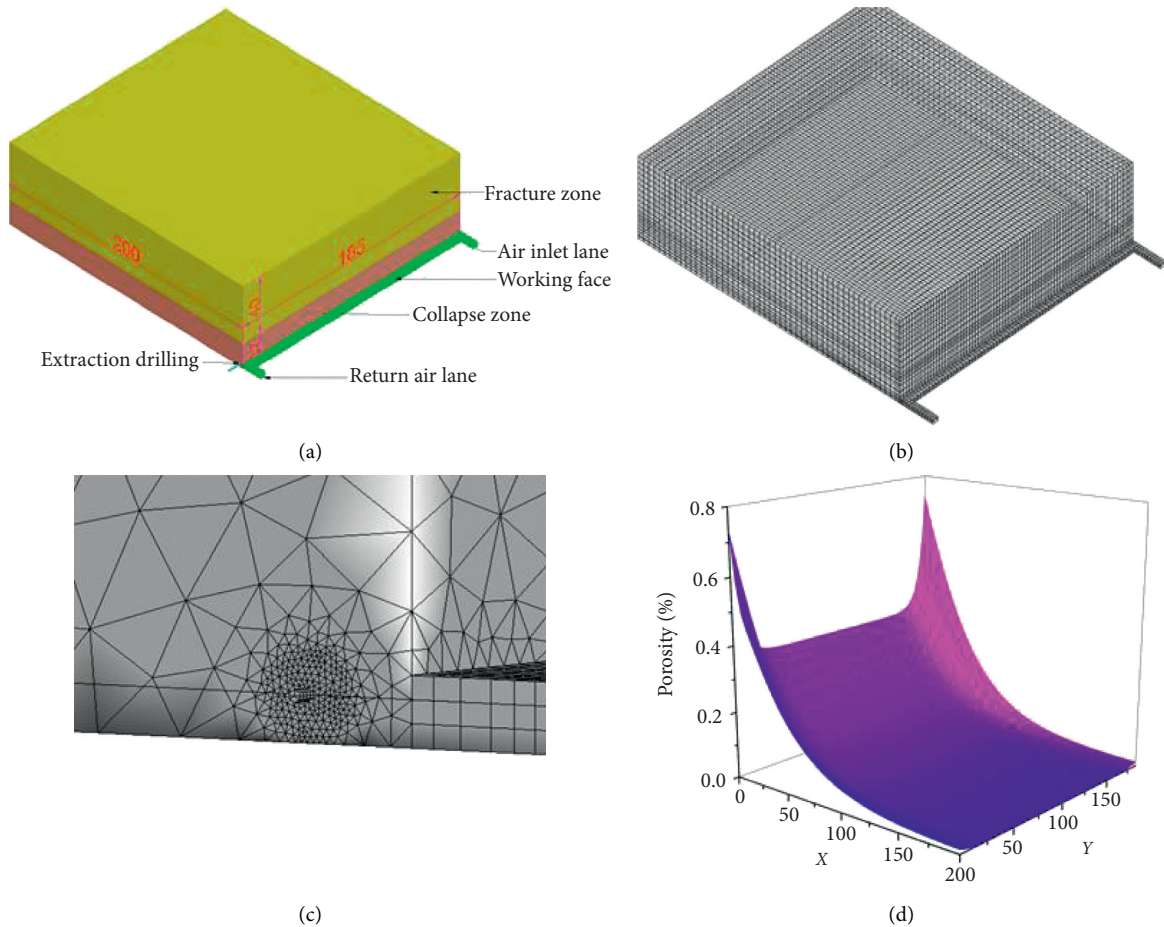 200
185
40
Fracture zone
Air inlet lane
Working face
Collapse zone
Extraction drilling
Return air lane
(a)
(b)
(c)
0.8
0.6
0.4
0.2
0.0
Porosity (%)
0
50
100
150
200
X
50
100
150
Y
(d)